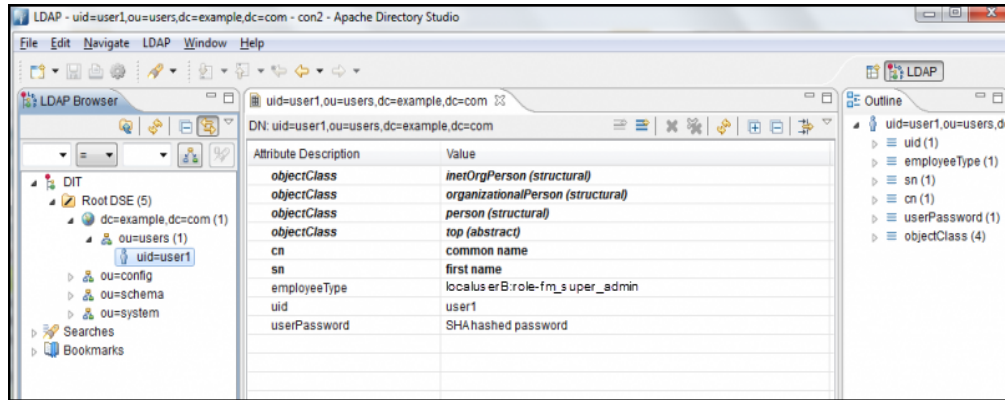 LDAP - uid=user1,ou=users,dc=example,dc=com - con2 - Apache Directory Studio
File Edit Navigate LDAP Window Help
LDAP
LDAP Browser
uid=user1,ou=users,dc=example,dc=com
Outline
DN: uid=user1,ou=users,dc=example,dc=com
=
DIT
Root DSE (5)
dc=example,dc=com (1)
ou=users (1)
uid=user1
ou=config
ou=schema
ou=system
Searches
Bookmarks
Attribute Description Value
objectClass inetOrgPerson (structural)
objectClass organizationalPerson (structural)
objectClass person (structural)
objectClass top (abstract)
cn common name
sn first name
employeeType localuserB:role-fm_super_admin
uid user1
userPassword SHA hashed password
uid=user1,ou=users,d
uid (1)
employeeType (1)
sn (1)
cn (1)
userPassword (1)
objectClass (4)